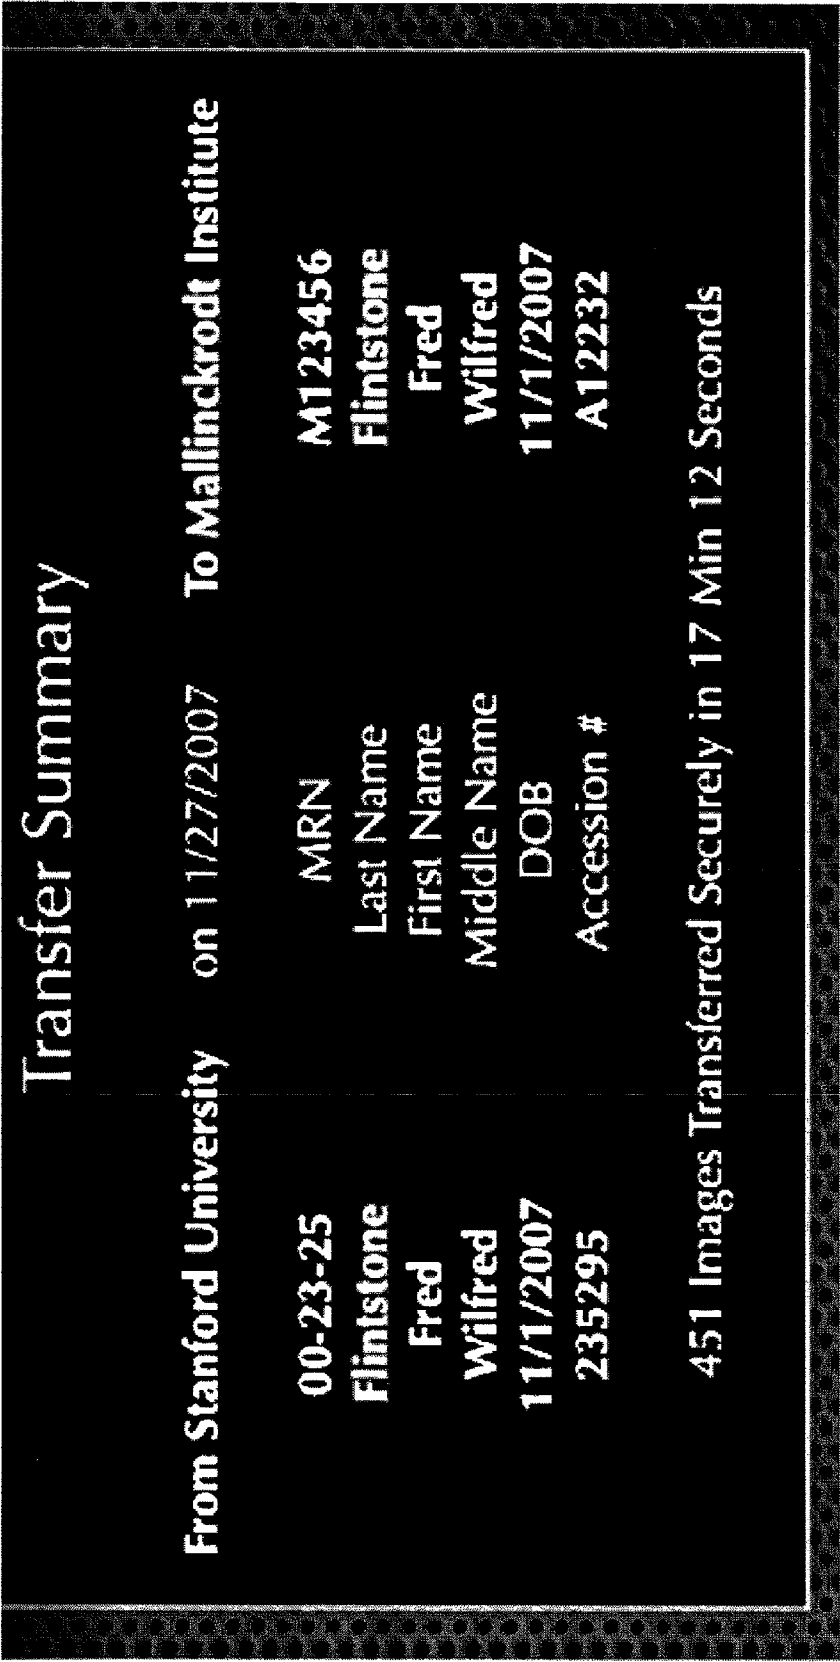 Transfer Summary
From Stanford University on 11/27/2007 To Mallinckrodt Institute
00-23-25 MRN M123456
Flintstone Last Name Flintstone
Fred First Name Fred
Wilfred Middle Name Wilfred
11/1/2007 DOB 11/1/2007
235295 Accession # A12232
451 Images Transferred Securely in 17 Min 12 Seconds